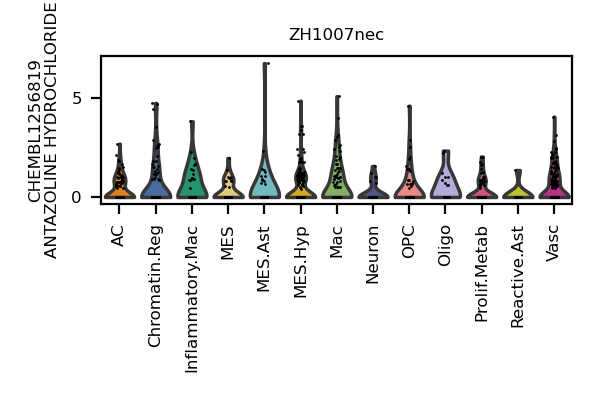 ZH1007nec
CHEMBL1256819
ANTAZOLINE HYDROCHLORIDE
5
0
AC
Chromatin.Reg
Inflammatory.Mac
MES
MES.Ast
MES.Hyp
Mac
Neuron
OPC
Oligo
Prolif.Metab
Reactive.Ast
Vasc